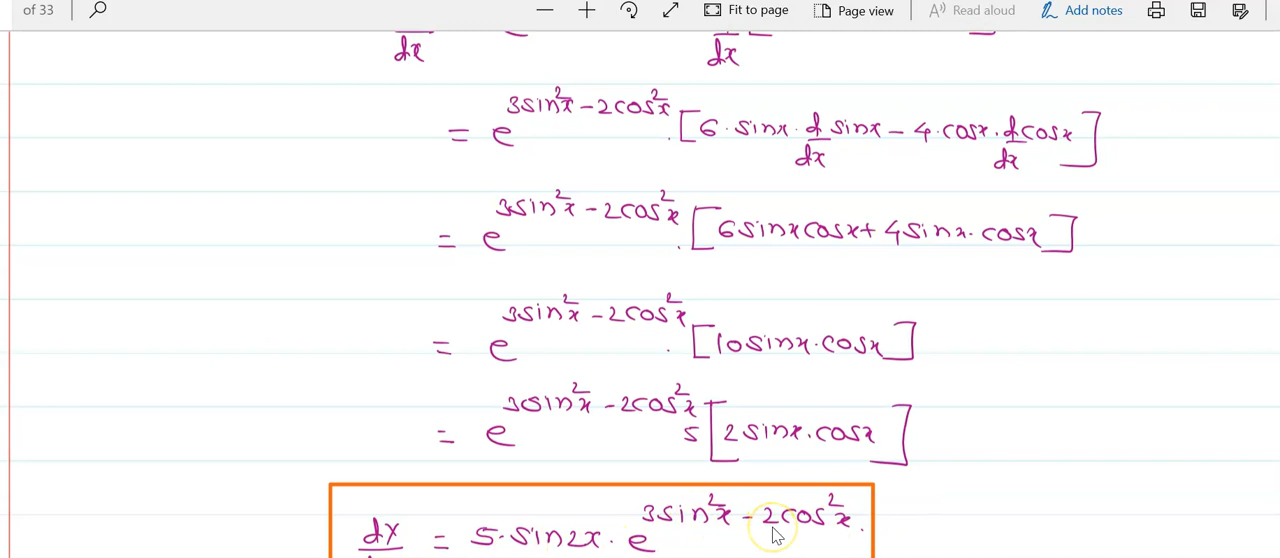 of 33 Fit to page Page view Read aloud Add notes
dx dx
= e^{3sin²x - 2cos²x} . [6 . sinx . d/dx sinx - 4 . cosx . d/dx cosx]
= e^{3sin²x - 2cos²x} . [6sinxcosx + 4sinx . cosx]
= e^{3sin²x - 2cos²x} . [10sinx . cosx]
= e^{3sin²x - 2cos²x} 5 [2sinx . cosx]
dy = 5 . sin2x . e^{3sin²x - 2cos²x} .